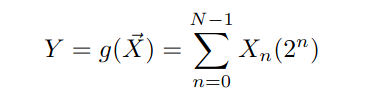 Y = g(\vec{X}) = \sum_{n=0}^{N-1} X_n(2^n)